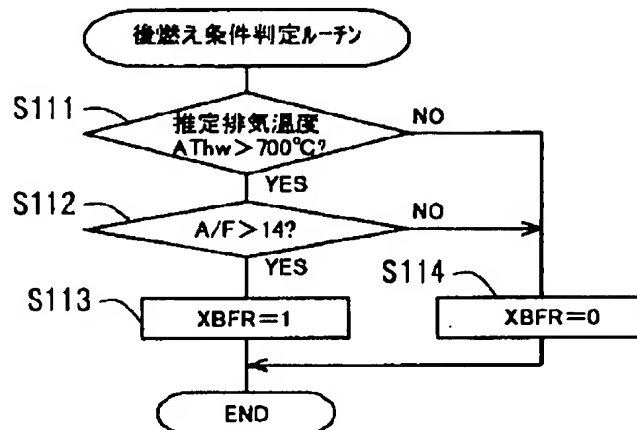 後燃え条件判定ルーチン
S111
推定排気温度
AThw>700℃?
NO
YES
S112
A/F>14?
NO
YES
S113
XBFR=1
S114
XBFR=0
END